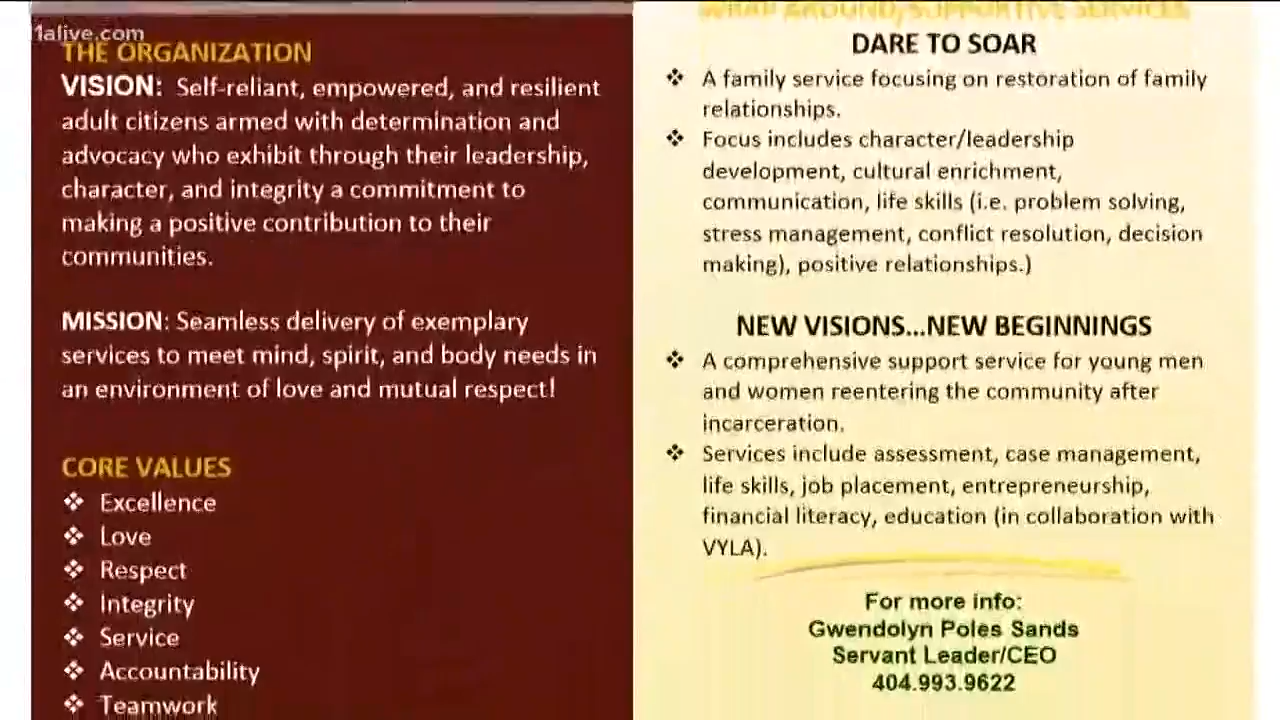 11alive.com
THE ORGANIZATION
VISION: Self-reliant, empowered, and resilient
adult citizens armed with determination and
advocacy who exhibit through their leadership,
character, and integrity a commitment to
making a positive contribution to their
communities.
MISSION: Seamless delivery of exemplary
services to meet mind, spirit, and body needs in
an environment of love and mutual respect!
CORE VALUES
❖ Excellence
❖ Love
❖ Respect
❖ Integrity
❖ Service
❖ Accountability
❖ Teamwork
WRAP AROUND/SUPPORTIVE SERVICES
DARE TO SOAR
❖ A family service focusing on restoration of family
relationships.
❖ Focus includes character/leadership
development, cultural enrichment,
communication, life skills (i.e. problem solving,
stress management, conflict resolution, decision
making), positive relationships.)
NEW VISIONS...NEW BEGINNINGS
❖ A comprehensive support service for young men
and women reentering the community after
incarceration.
❖ Services include assessment, case management,
life skills, job placement, entrepreneurship,
financial literacy, education (in collaboration with
VYLA).
For more info:
Gwendolyn Poles Sands
Servant Leader/CEO
404.993.9622